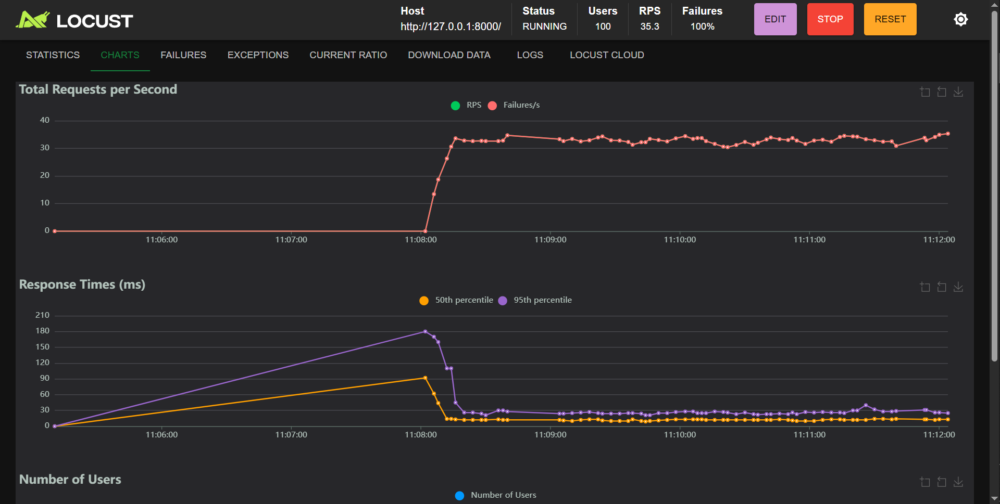 LOCUST
Host
http://127.0.0.1:8000/
Status
RUNNING
Users
100
RPS
35.3
Failures
100%
EDIT
STOP
RESET
STATISTICS
CHARTS
FAILURES
EXCEPTIONS
CURRENT RATIO
DOWNLOAD DATA
LOGS
LOCUST CLOUD
Total Requests per Second
RPS
Failures/s
40
30
20
10
0
11:06:00
11:07:00
11:08:00
11:09:00
11:10:00
11:11:00
11:12:00
Response Times (ms)
50th percentile
95th percentile
210
180
150
120
90
60
30
0
11:06:00
11:07:00
11:08:00
11:09:00
11:10:00
11:11:00
11:12:00
Number of Users
Number of Users